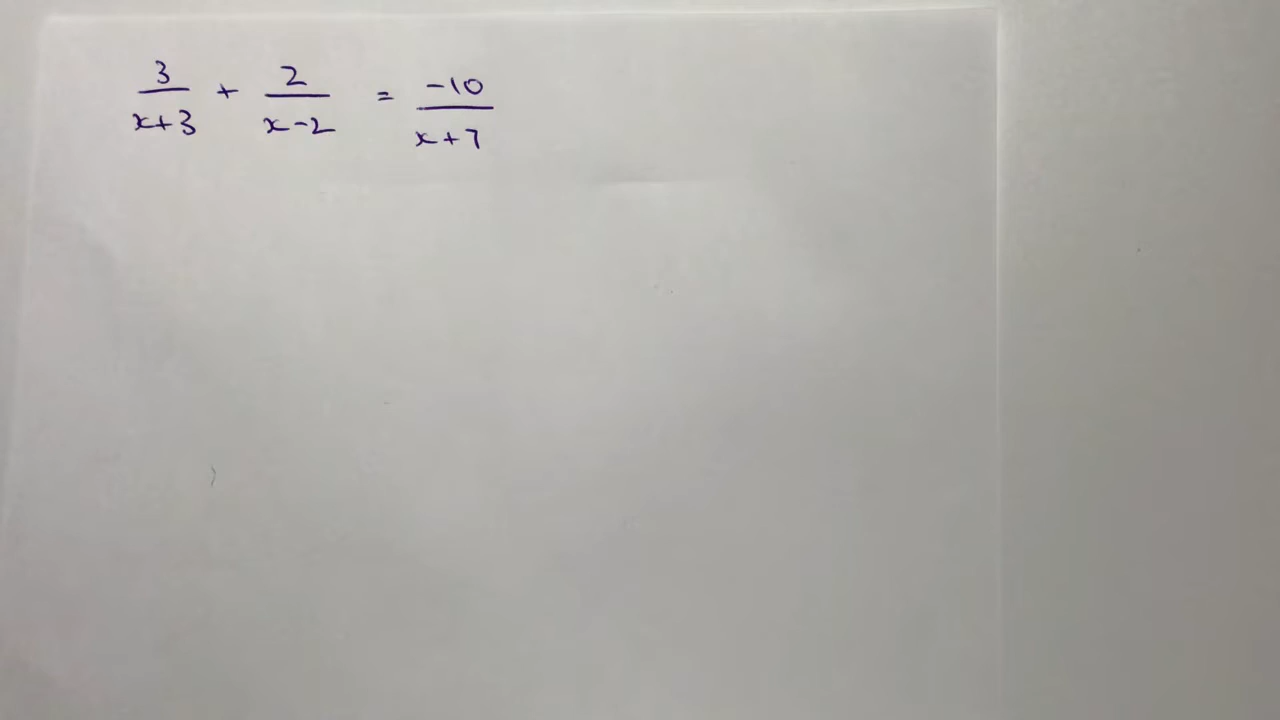 3/(x+3) + 2/(x-2) = -10/(x+7)